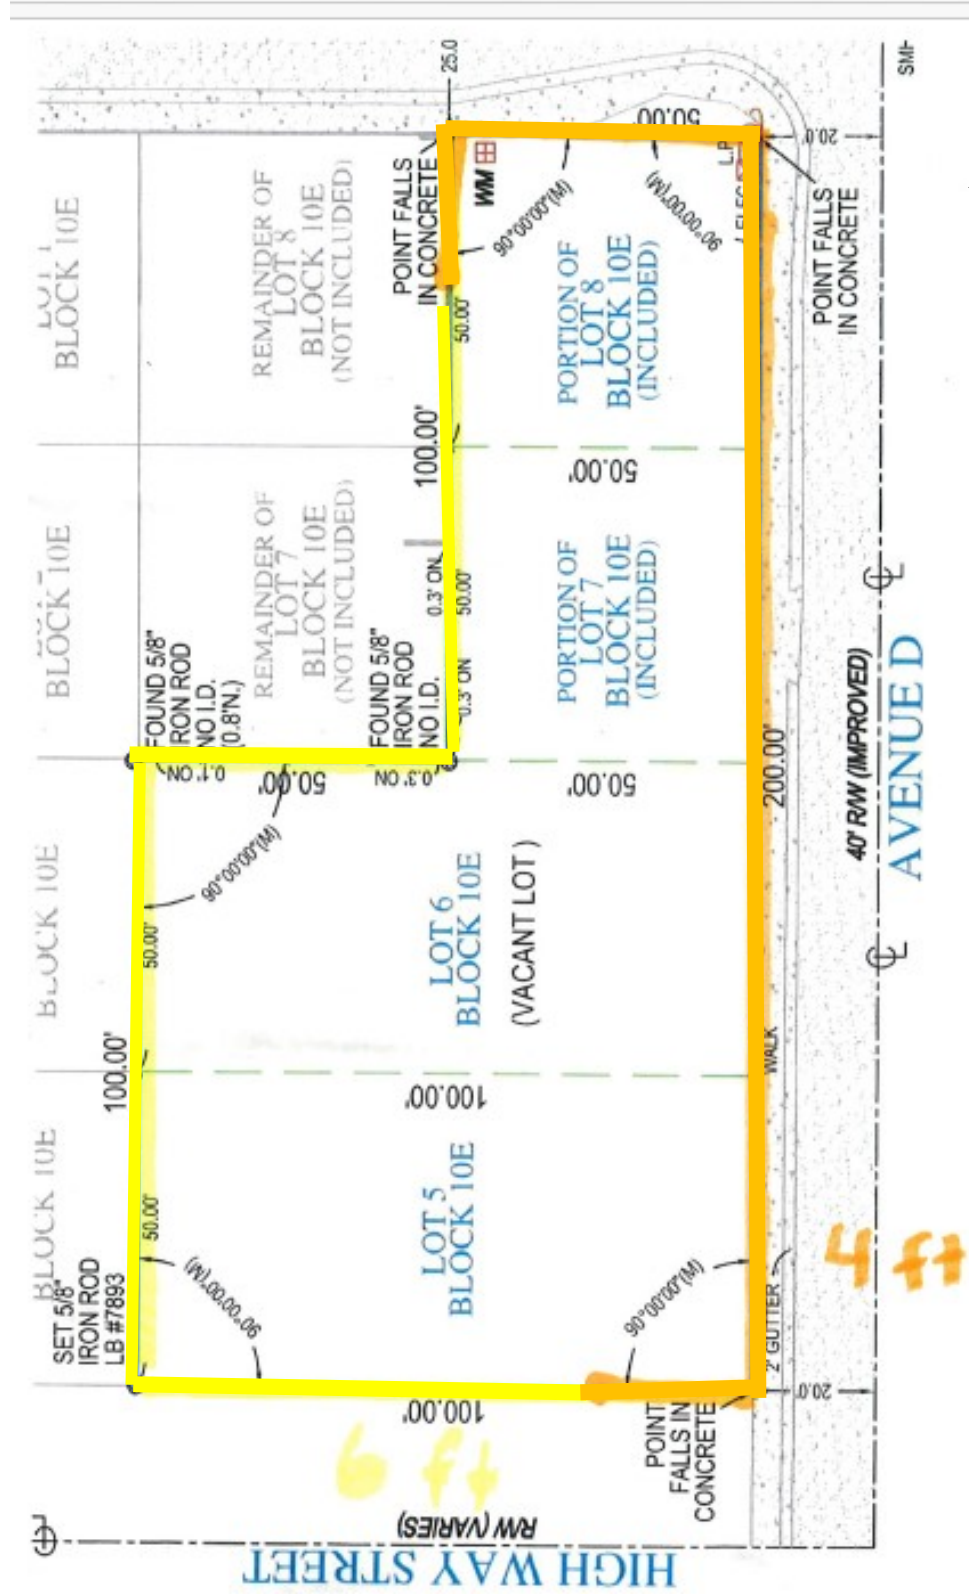 25.0
50.00'
20.0'
POINT FALLS
IN CONCRETE
WM
90°00'00"(M)
90°00'00"(M)
POINT FALLS
IN CONCRETE
BLOCK 10E
REMAINDER OF
LOT 8
BLOCK 10E
(NOT INCLUDED)
50.00'
PORTION OF
LOT 8
BLOCK 10E
(INCLUDED)
100.00'
50.00'
BLOCK 10E
REMAINDER OF
LOT 7
BLOCK 10E
(NOT INCLUDED)
0.3' ON
50.00'
0.3' ON
PORTION OF
LOT 7
BLOCK 10E
(INCLUDED)
FOUND 5/8"
IRON ROD
NO I.D.
(0.8'N.)
FOUND 5/8"
IRON ROD
NO I.D.
0.1' ON
50.00'
0.3' ON
50.00'
200.00'
40' R/W (IMPROVED)
AVENUE D
90°00'00"(M)
BLOCK 10E
50.00'
LOT 6
BLOCK 10E
(VACANT LOT)
100.00'
100.00'
WALK
BLOCK 10E
50.00'
LOT 5
BLOCK 10E
SET 5/8"
IRON ROD
LB #7893
90°00'00"(M)
90°00'00"(M)
2' GUTTER
4 ft
20.0'
100.00'
POINT
FALLS IN
CONCRETE
6 ft
R/W (VARIES)
HIGH WAY STREET